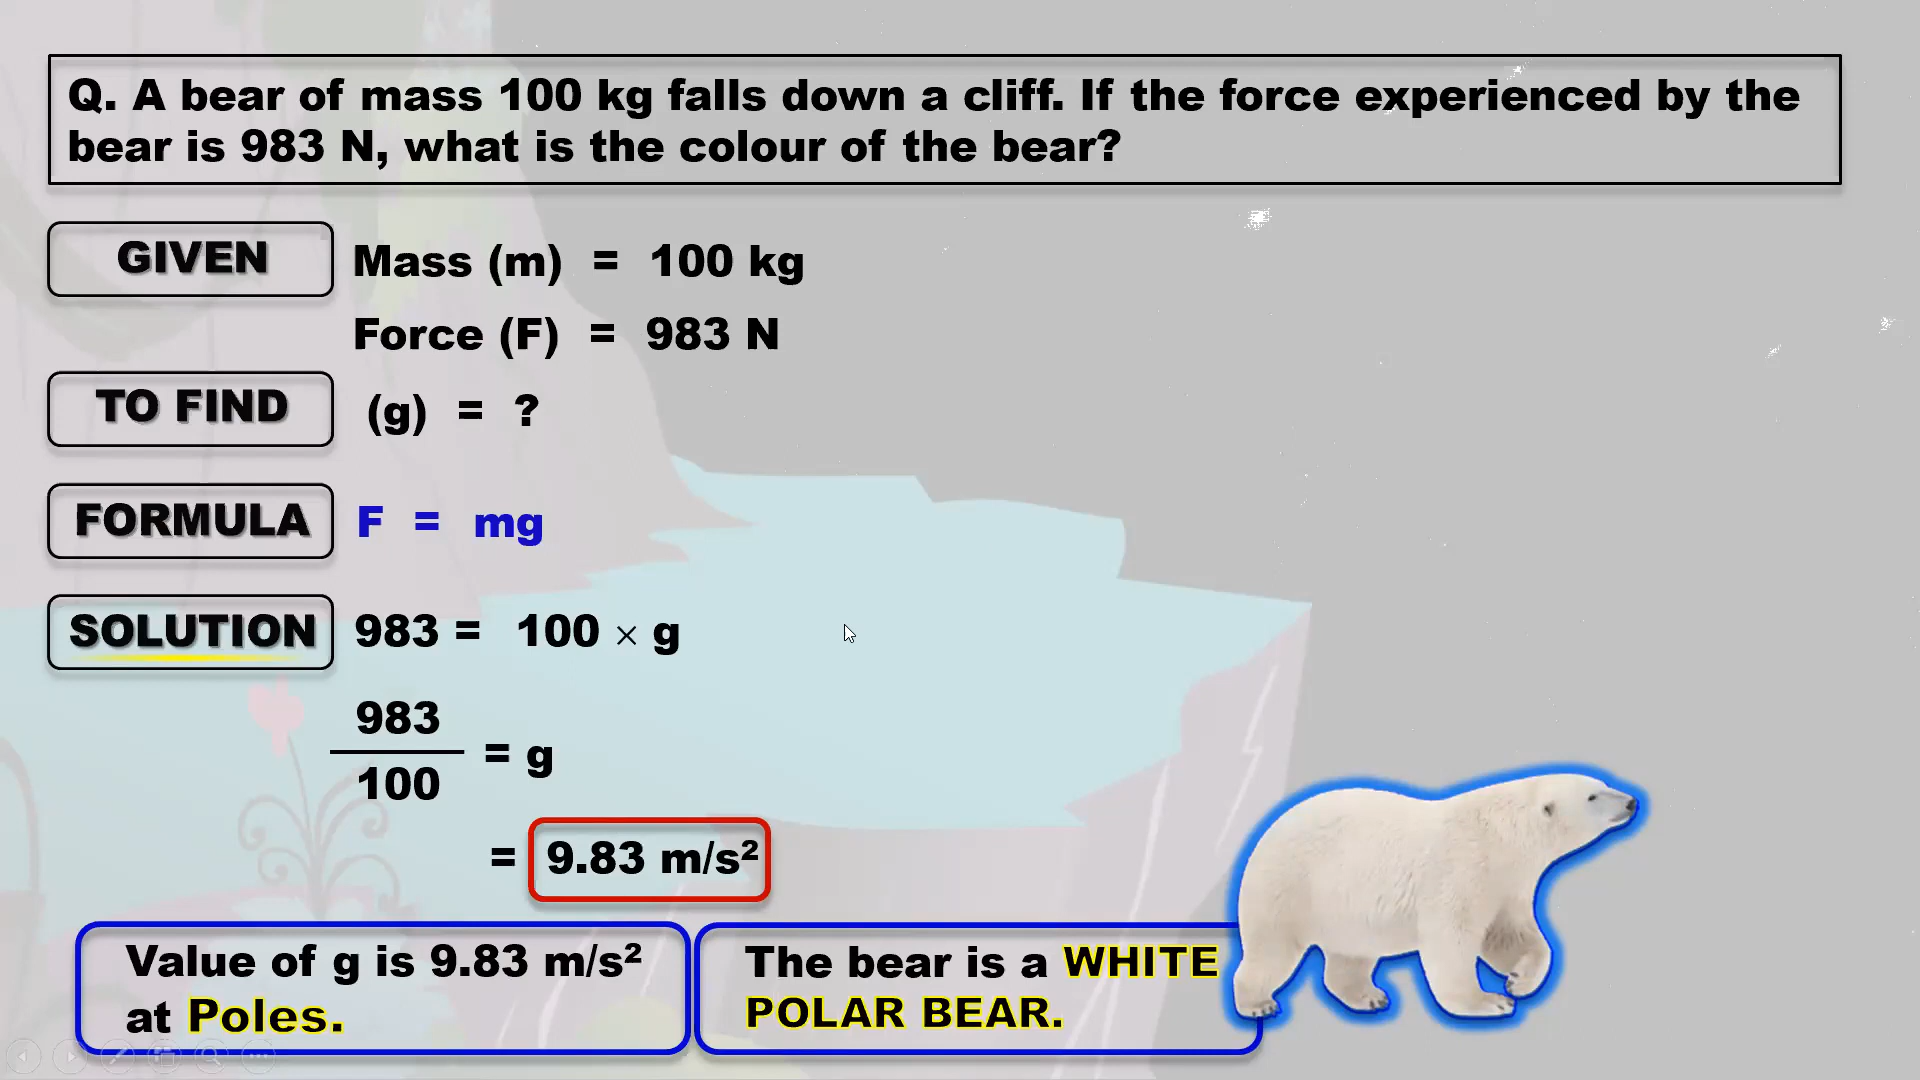 Q. A bear of mass 100 kg falls down a cliff. If the force experienced by the
bear is 983 N, what is the colour of the bear?
GIVEN
Mass (m) = 100 kg
Force (F) = 983 N
TO FIND
(g) = ?
FORMULA
F = mg
SOLUTION
983 = 100 × g
983
100
= g
= 9.83 m/s²
Value of g is 9.83 m/s²
at Poles.
The bear is a WHITE
POLAR BEAR.